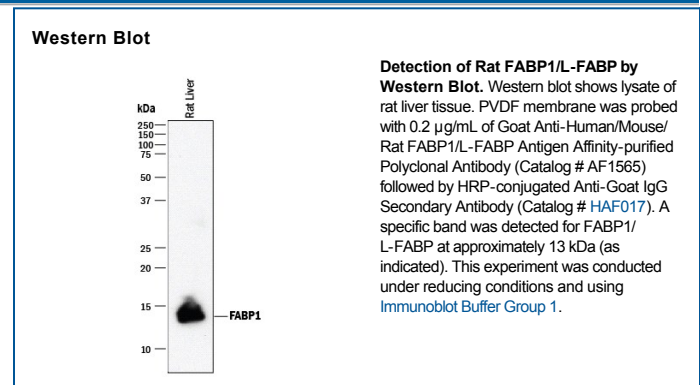 Western Blot
kDa
Rat Liver
250
150
100
75
50
37
25
20
15
10
FABP1
Detection of Rat FABP1/L-FABP by
Western Blot. Western blot shows lysate of
rat liver tissue. PVDF membrane was probed
with 0.2 µg/mL of Goat Anti-Human/Mouse/
Rat FABP1/L-FABP Antigen Affinity-purified
Polyclonal Antibody (Catalog # AF1565)
followed by HRP-conjugated Anti-Goat IgG
Secondary Antibody (Catalog # HAF017). A
specific band was detected for FABP1/
L-FABP at approximately 13 kDa (as
indicated). This experiment was conducted
under reducing conditions and using
Immunoblot Buffer Group 1.